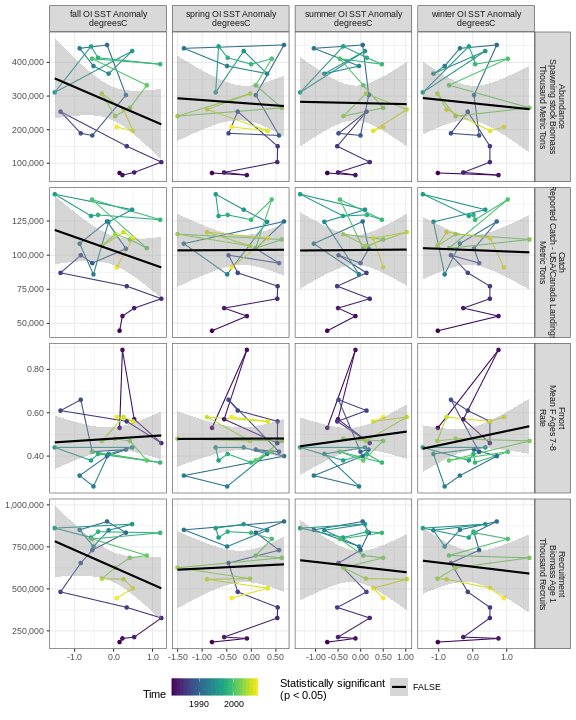 fall OI SST Anomaly
degreesC
spring OI SST Anomaly
degreesC
summer OI SST Anomaly
degreesC
winter OI SST Anomaly
degreesC
400,000
300,000
200,000
100,000
Abundance
Spawning stock Biomass
Thousand Metric Tons
125,000
100,000
75,000
50,000
Catch
Reported Catch - USA/Canada Landings
Metric Tons
0.80
0.60
0.40
Fmort
Mean F Ages 7-8
Rate
1,000,000
750,000
500,000
250,000
Recruitment
Biomass Age 1
Thousand Recruits
-1.0 0.0 1.0
-1.50 -1.00 -0.50 0.00 0.50
-1.00 -0.50 0.00 0.50 1.00
-1.0 0.0 1.0
Time
1990 2000
Statistically significant
(p < 0.05)
FALSE